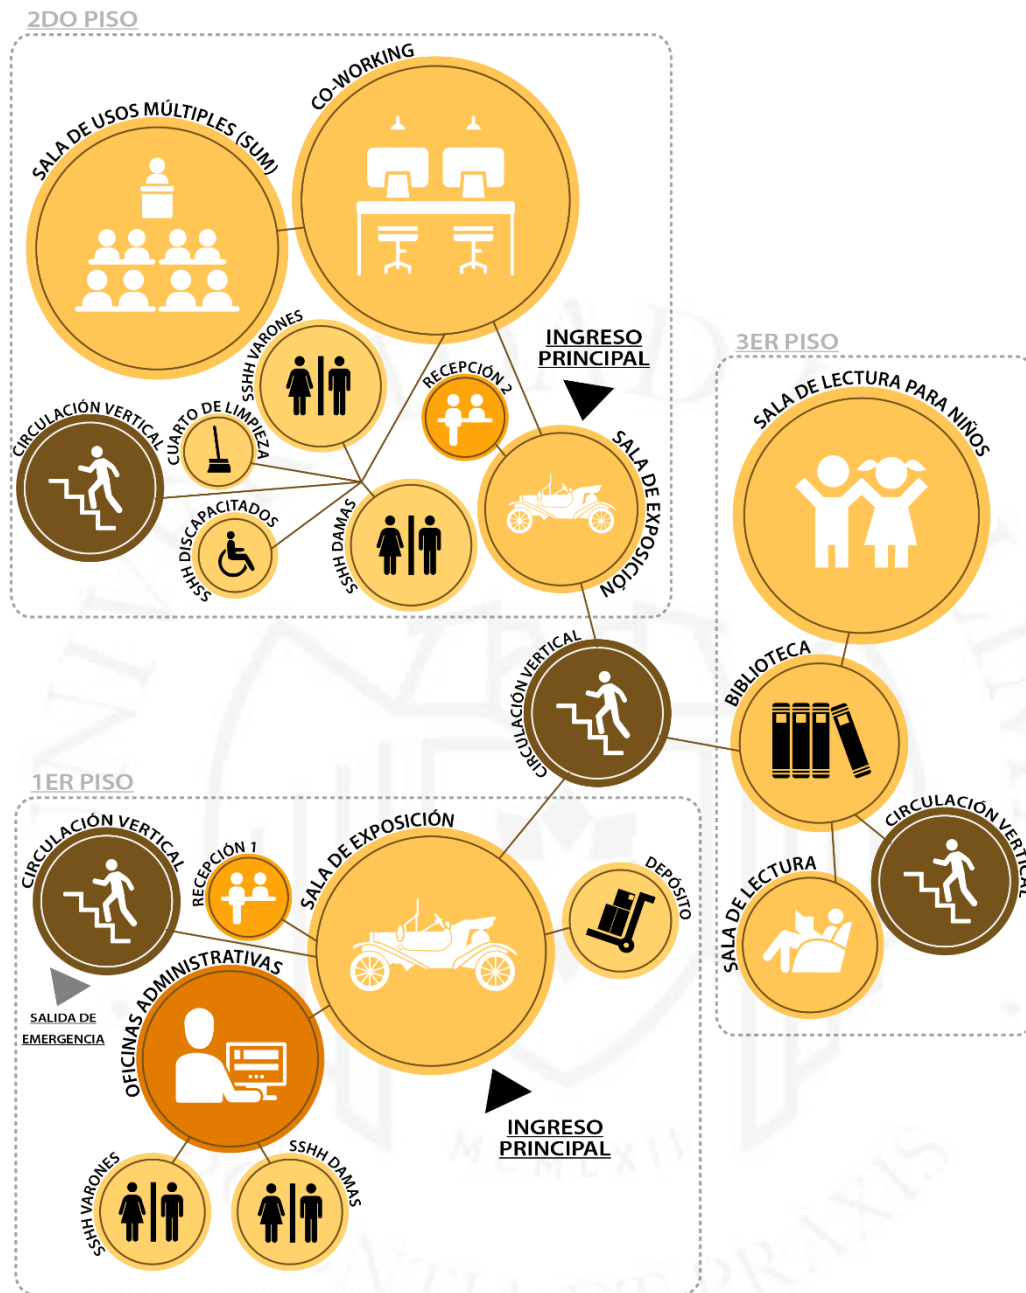 2DO PISO
CO-WORKING
SALA DE USOS MÚLTIPLES (SUM)
SSHH VARONES
INGRESO
PRINCIPAL
RECEPCIÓN 2
CIRCULACIÓN VERTICAL
CUARTO DE LIMPIEZA
SALA DE EXPOSICIÓN
SSHH DISCAPACITADOS
SSHH DAMAS
3ER PISO
SALA DE LECTURA PARA NIÑOS
BIBLIOTECA
CIRCULACIÓN VERTICAL
CIRCULACIÓN VERTICAL
SALA DE LECTURA
1ER PISO
CIRCULACIÓN VERTICAL
RECEPCIÓN 1
SALA DE EXPOSICIÓN
DEPÓSITO
OFICINAS ADMINISTRATIVAS
SALIDA DE
EMERGENCIA
INGRESO
PRINCIPAL
SSHH VARONES
SSHH DAMAS